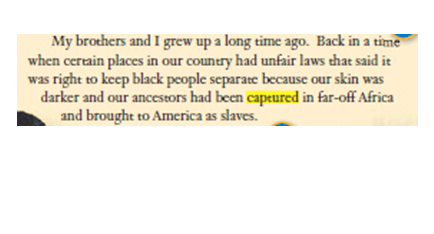 My brothers and I grew up a long time ago. Back in a time
when certain places in our country had unfair laws that said it
was right to keep black people separate because our skin was
darker and our ancestors had been captured in far-off Africa
and brought to America as slaves.